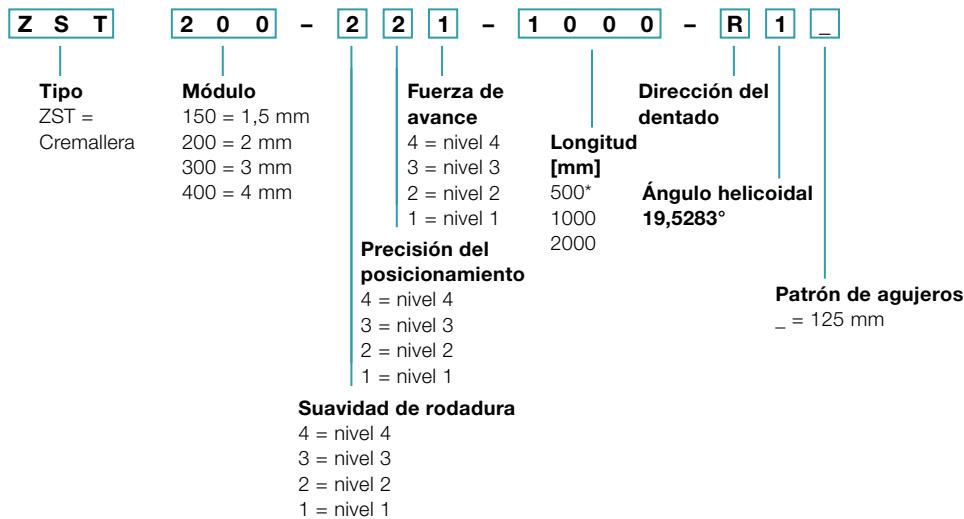 Z S T 2 0 0 – 2 2 1 – 1 0 0 0 – R 1 _
Tipo
ZST =
Cremallera
Módulo
150 = 1,5 mm
200 = 2 mm
300 = 3 mm
400 = 4 mm
Fuerza de
avance
4 = nivel 4
3 = nivel 3
2 = nivel 2
1 = nivel 1
Precisión del
posicionamiento
4 = nivel 4
3 = nivel 3
2 = nivel 2
1 = nivel 1
Suavidad de rodadura
4 = nivel 4
3 = nivel 3
2 = nivel 2
1 = nivel 1
Longitud
[mm]
500*
1000
2000
Dirección del
dentado
Ángulo helicoidal
19,5283°
Patrón de agujeros
_ = 125 mm